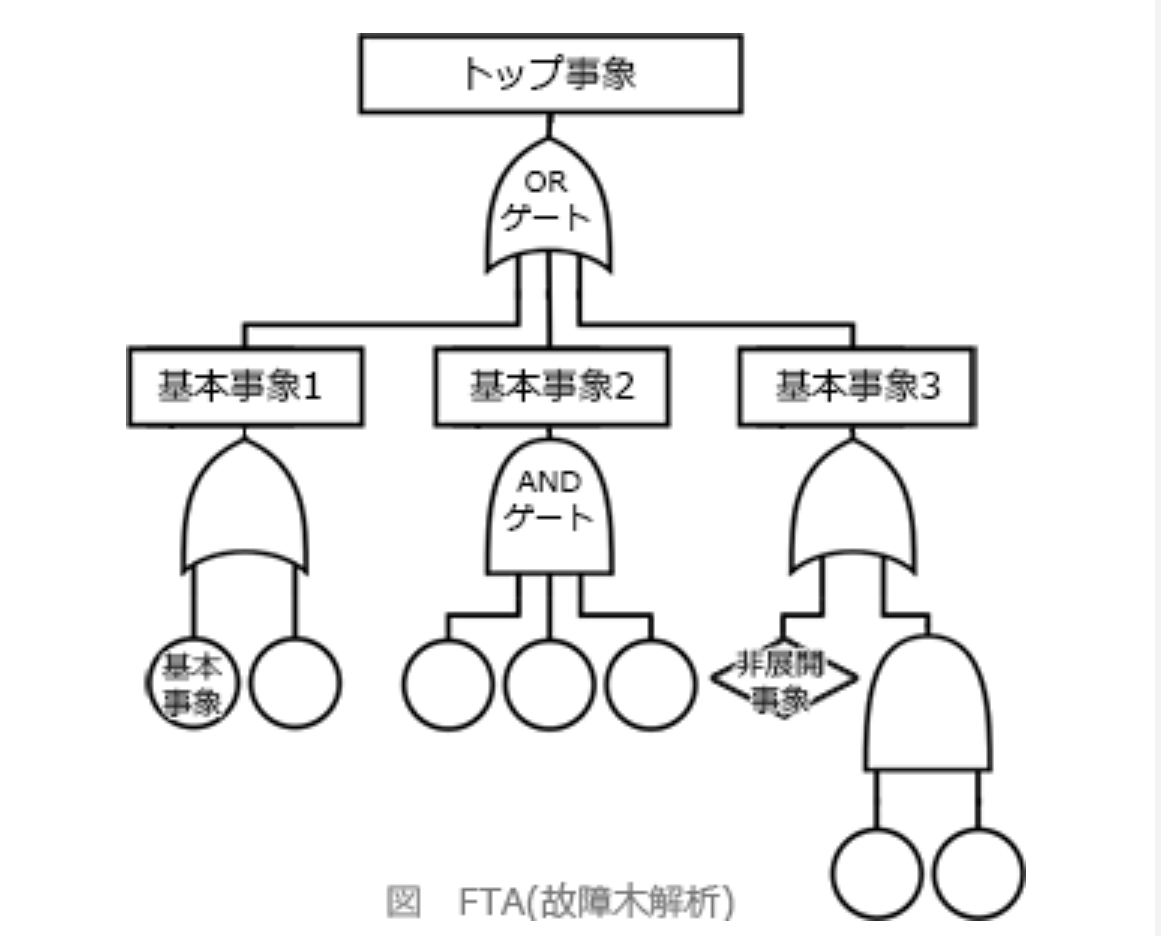 トップ事象
OR
ゲート
基本事象1
基本事象2
基本事象3
AND
ゲート
基本
事象
非展開
事象
図　FTA(故障木解析)